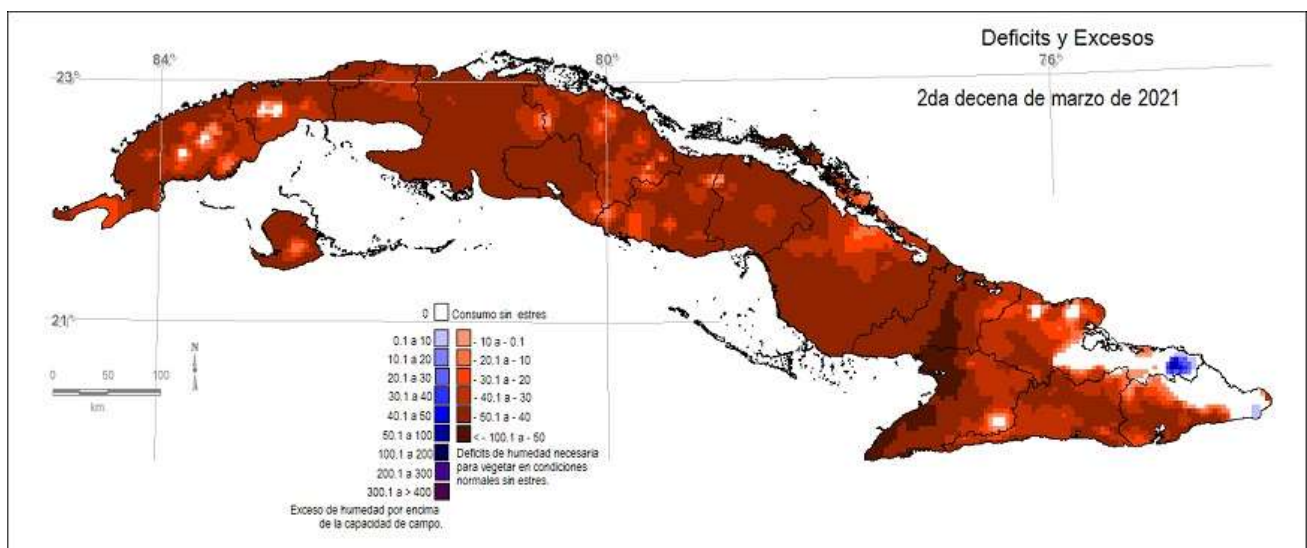 Deficits y Excesos
2da decena de marzo de 2021
84°
80°
76°
23°
21°
N
0 50 100
km
0 Consumo sin estres
0.1 a 10
10.1 a 20
20.1 a 30
30.1 a 40
40.1 a 50
50.1 a 100
100.1 a 200
200.1 a 300
300.1 a > 400
- 10 a - 0.1
- 20.1 a - 10
- 30.1 a - 20
- 40.1 a - 30
- 50.1 a - 40
< - 100.1 a - 50
Deficits de humedad necesaria
para vegetar en condiciones
normales sin estres.
Exceso de humedad por encima
de la capacidad de campo.